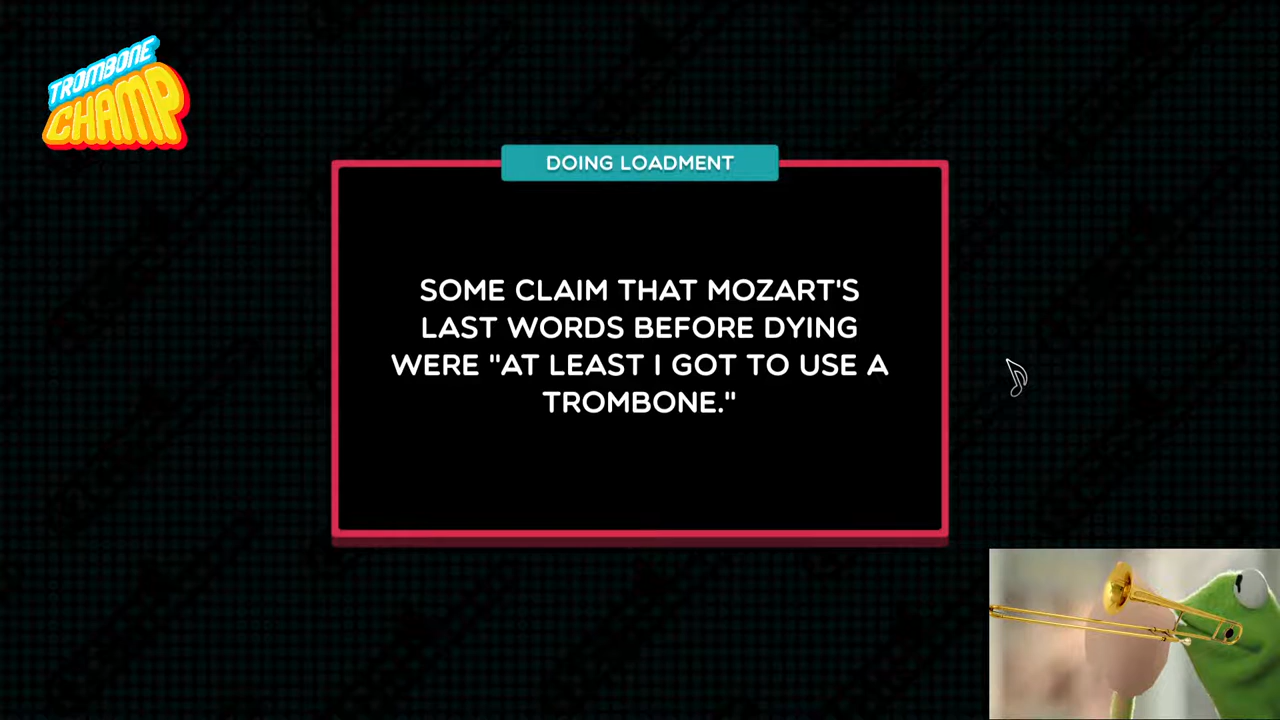 TROMBONE
CHAMP
DOING LOADMENT
SOME CLAIM THAT MOZART'S
LAST WORDS BEFORE DYING
WERE "AT LEAST I GOT TO USE A
TROMBONE."